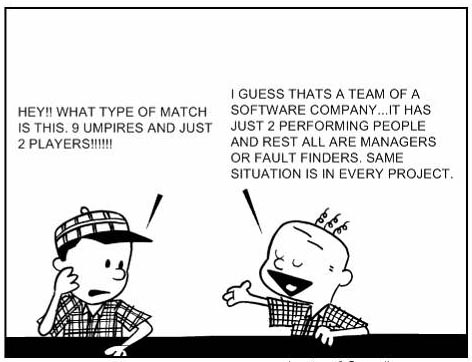 HEY!! WHAT TYPE OF MATCH
IS THIS. 9 UMPIRES AND JUST
2 PLAYERS!!!!!!
I GUESS THATS A TEAM OF A
SOFTWARE COMPANY...IT HAS
JUST 2 PERFORMING PEOPLE
AND REST ALL ARE MANAGERS
OR FAULT FINDERS. SAME
SITUATION IS IN EVERY PROJECT.